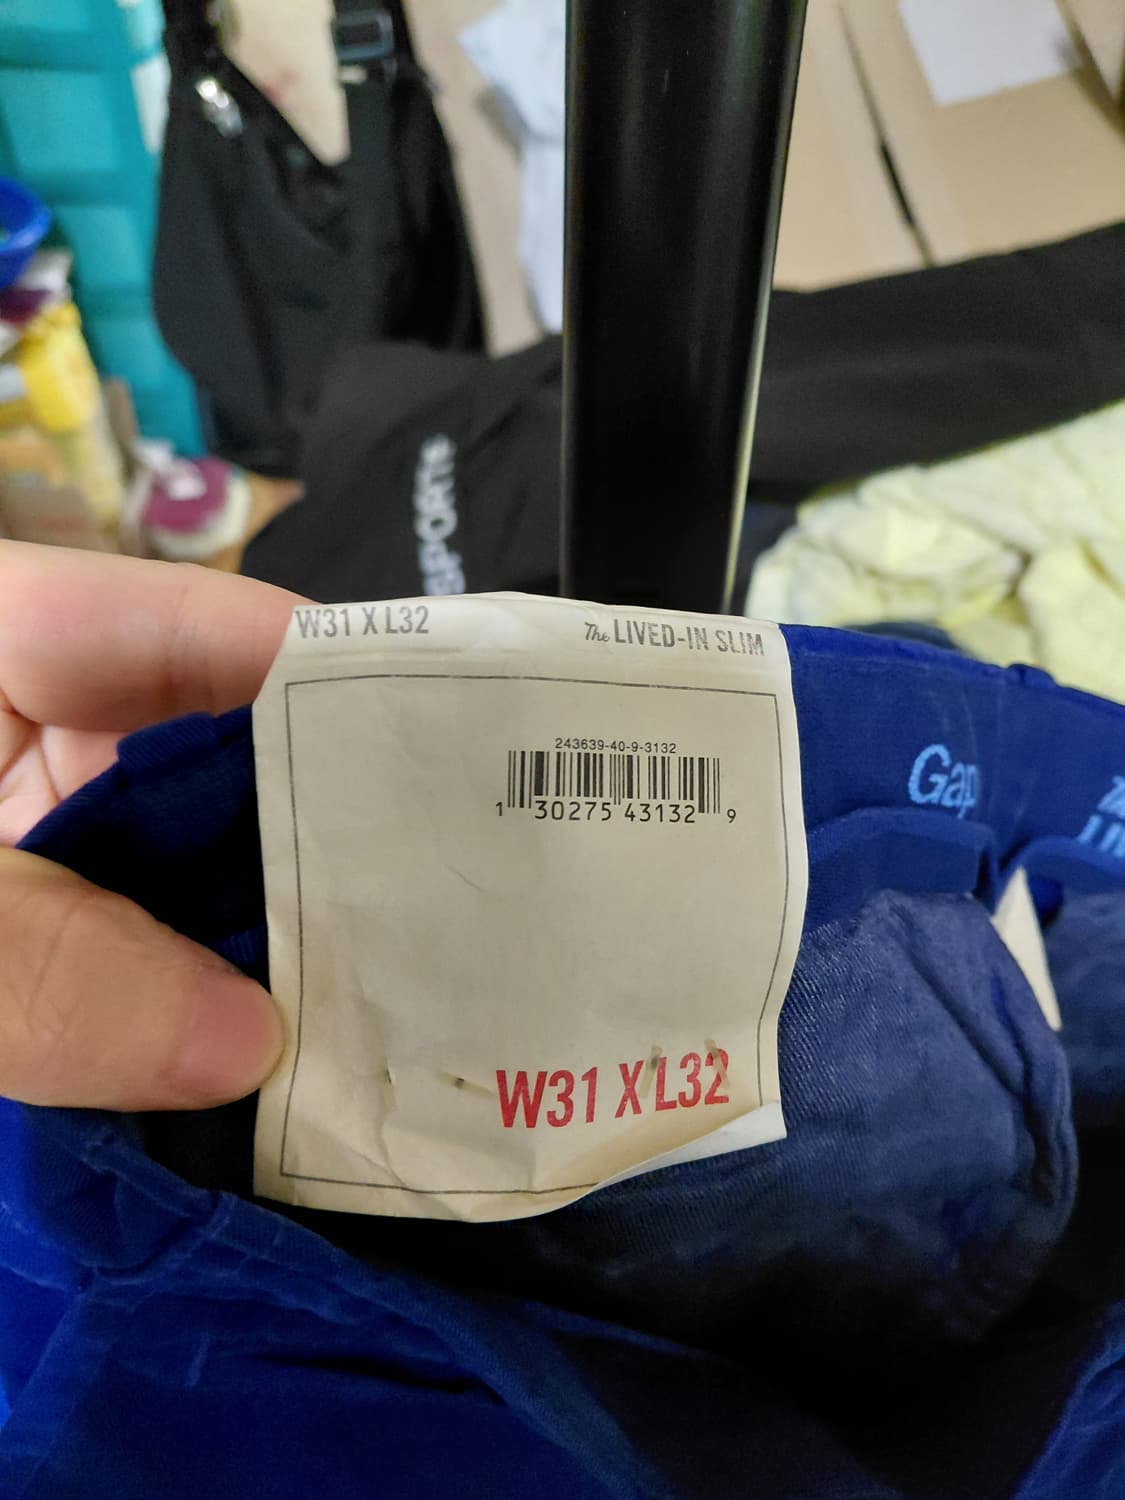 SPORTS
W31 X L32
The LIVED-IN SLIM
243639-40-9-3132
1 30275 43132 9
Gap
W31 X L32